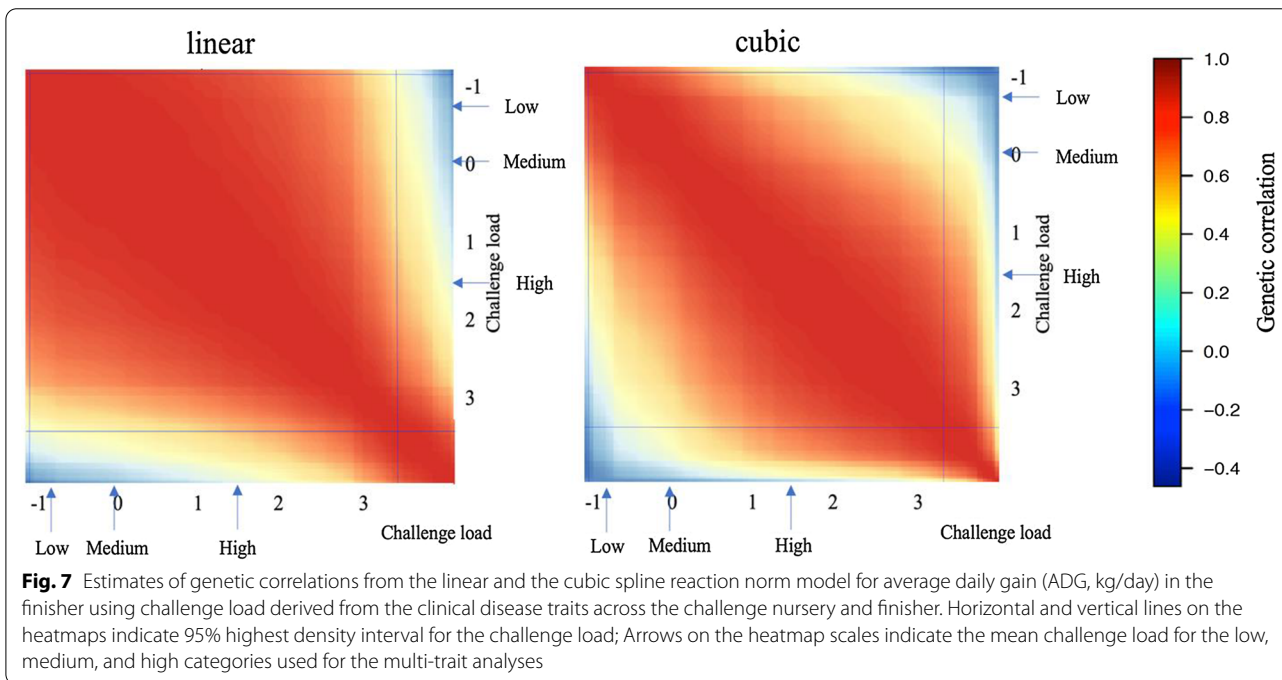 linear
cubic
-1
Low
0
Medium
1
Challenge load
High
2
3
-1
0
1
2
3
Challenge load
Low
Medium
High
-1
Low
0
Medium
1
Challenge load
High
2
3
-1
0
1
2
3
Challenge load
Low
Medium
High
1.0
0.8
0.6
0.4
0.2
0.0
−0.2
−0.4
Genetic correlation
Fig. 7 Estimates of genetic correlations from the linear and the cubic spline reaction norm model for average daily gain (ADG, kg/day) in the
finisher using challenge load derived from the clinical disease traits across the challenge nursery and finisher. Horizontal and vertical lines on the
heatmaps indicate 95% highest density interval for the challenge load; Arrows on the heatmap scales indicate the mean challenge load for the low,
medium, and high categories used for the multi-trait analyses